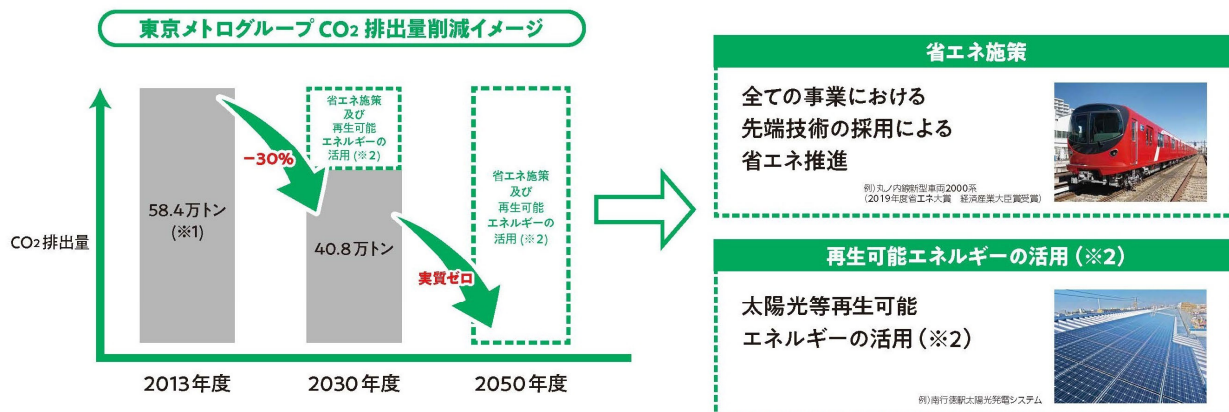 東京メトログループ CO₂ 排出量削減イメージ
CO₂ 排出量
58.4万トン
(※1)
-30%
省エネ施策
及び
再生可能
エネルギーの
活用(※2)
40.8万トン
実質ゼロ
省エネ施策
及び
再生可能
エネルギーの
活用(※2)
2013年度
2030年度
2050年度
省エネ施策
全ての事業における
先端技術の採用による
省エネ推進
例)丸ノ内線新型車両2000系
(2019年度省エネ大賞 経済産業大臣賞受賞)
再生可能エネルギーの活用(※2)
太陽光等再生可能
エネルギーの活用(※2)
例)南行徳駅太陽光発電システム